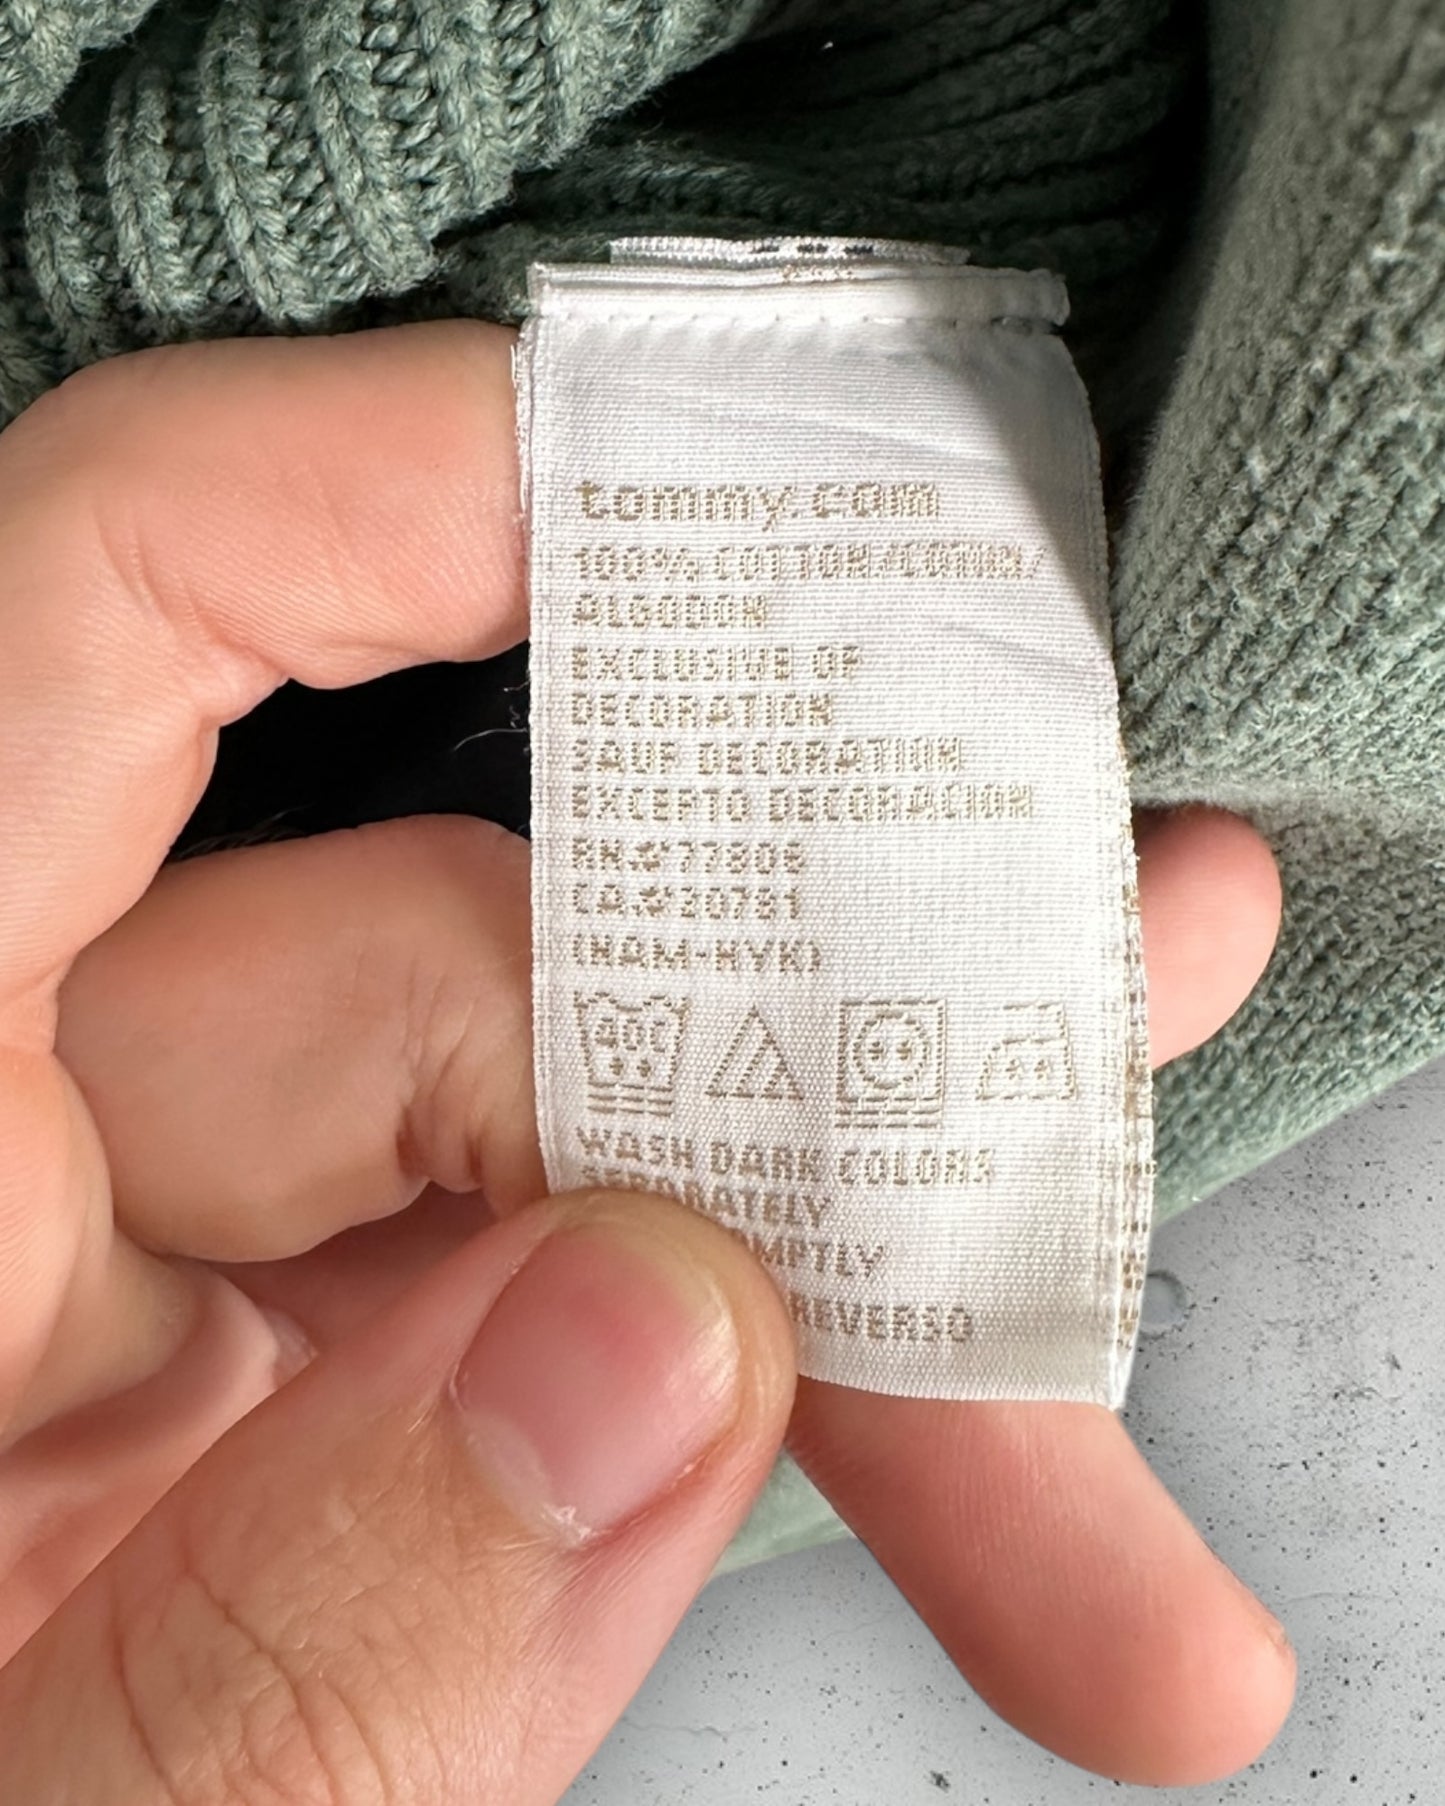 tommy.com
100% COTTON/COTON/
ALGODON
EXCLUSIVE OF
DECORATION
SAUF DECORATION
EXCEPTO DECORACION
RN#77806
CA#30781
(NAM-HYK)
40C
WASH DARK COLORS
SEPARATELY
REVERSO